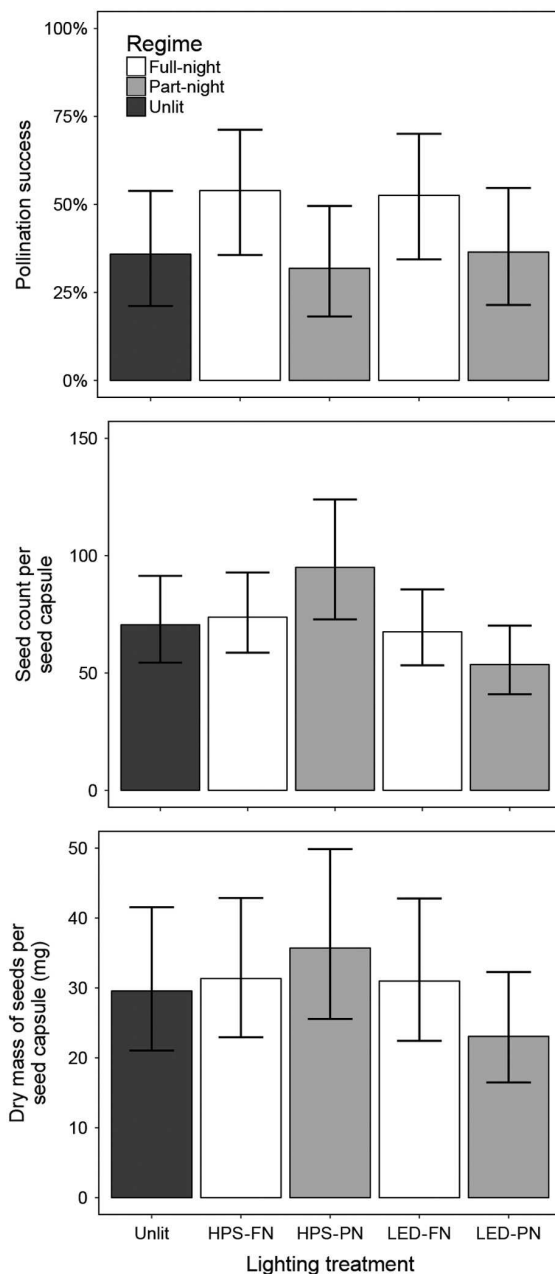 100%
75%
50%
25%
0%
Pollination success
Regime
Full-night
Part-night
Unlit
150
100
50
0
Seed count per
seed capsule
50
40
30
20
10
0
Dry mass of seeds per
seed capsule (mg)
Unlit HPS-FN HPS-PN LED-FN LED-PN
Lighting treatment